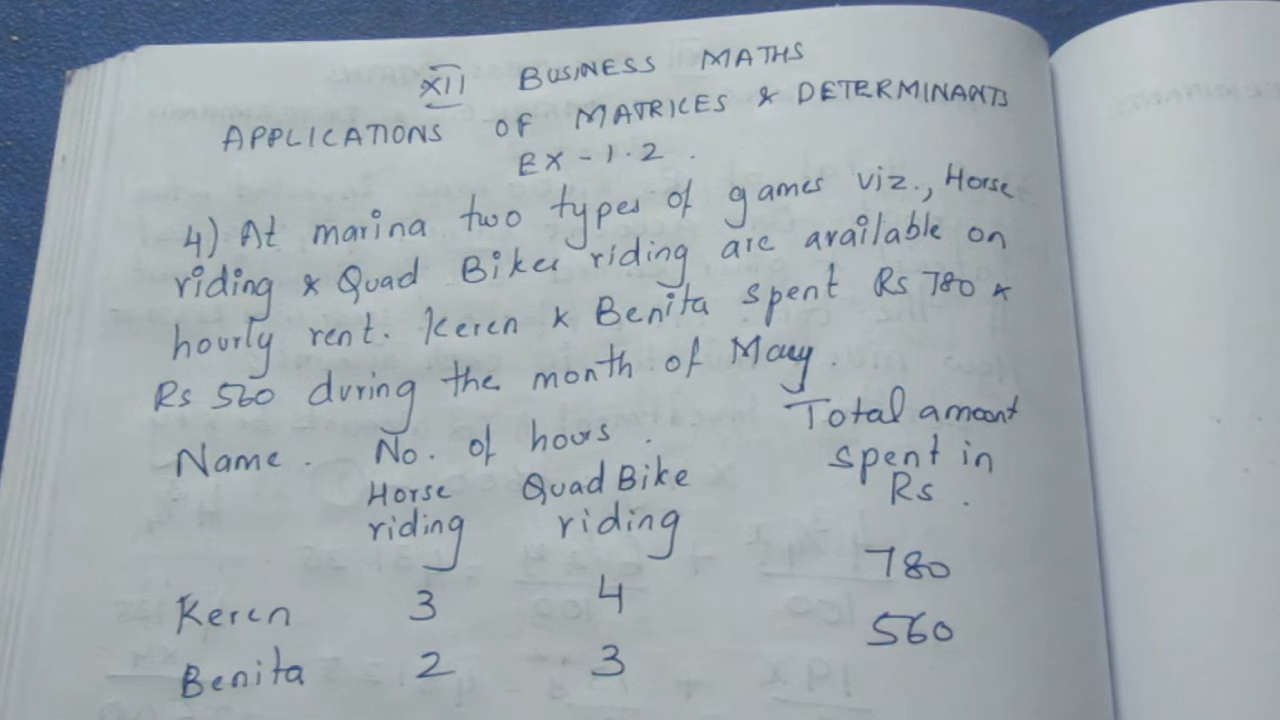 XII BUSINESS MATHS
APPLICATIONS OF MATRICES & DETERMINANTS
EX - 1.2.
4) At marina two types of games viz., Horse
riding & Quad Bikes riding are available on
hourly rent. Keren & Benita spent Rs 780 &
Rs 560 during the month of May.
Name. No. of hours. Total amount
spent in
Rs.
Horse riding Quad Bike riding
Keren 3 4 780
Benita 2 3 560